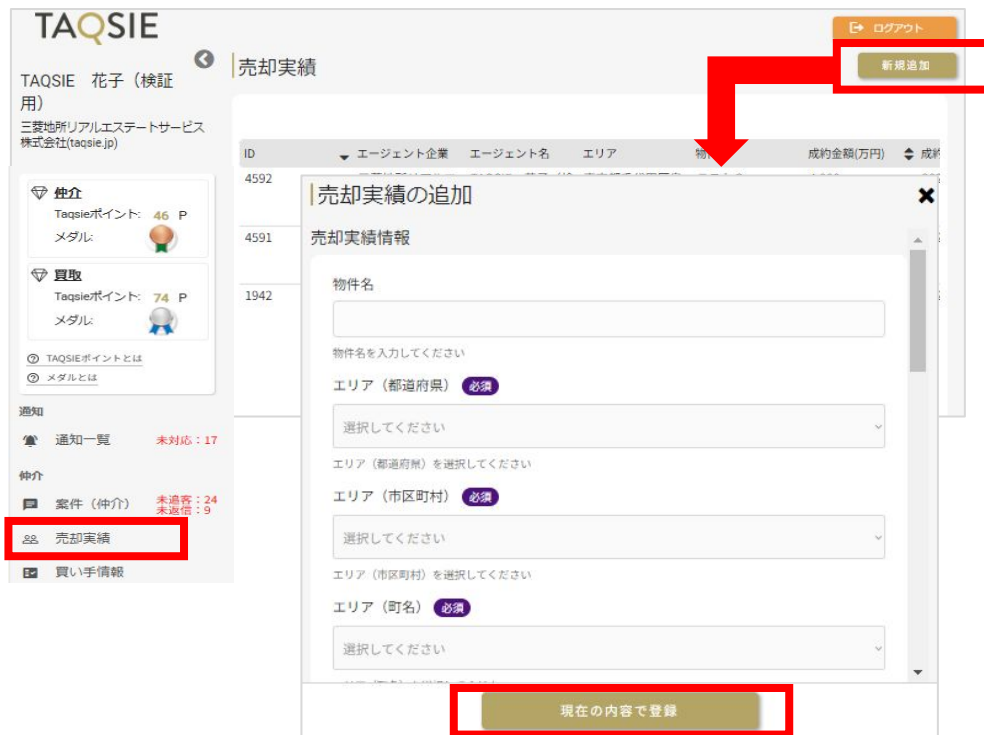 TAQSIE
ログアウト
TAQSIE 花子（検証
用）
三菱地所リアルエステートサービス
株式会社(taqsie.jp)
売却実績
新規追加
ID エージェント企業 エージェント名 エリア 成約金額(万円) 成約
4592
4591
1942
仲介
Taqsieポイント: 46 P
メダル:
買取
Taqsieポイント: 74 P
メダル:
TAQSIEポイントとは
メダルとは
通知
通知一覧 未対応：17
仲介
案件（仲介） 未追客：24
未返信：9
売却実績
買い手情報
売却実績の追加
売却実績情報
物件名
物件名を入力してください
エリア（都道府県） 必須
選択してください
エリア（都道府県）を選択してください
エリア（市区町村） 必須
選択してください
エリア（市区町村）を選択してください
エリア（町名） 必須
選択してください
現在の内容で登録